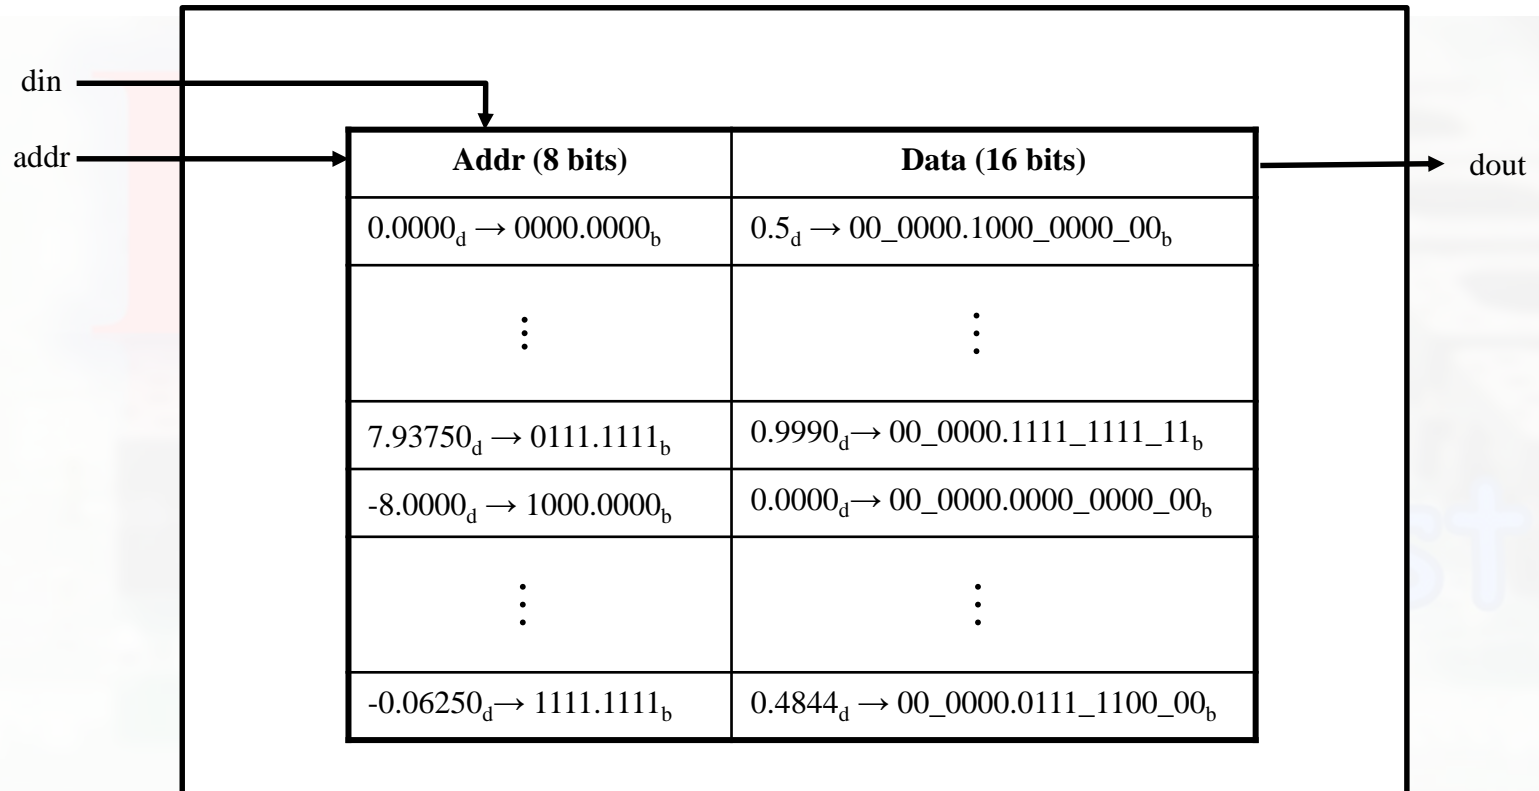 din
addr
dout
Addr (8 bits) Data (16 bits)
0.0000d → 0000.0000b 0.5d → 00_0000.1000_0000_00b
⋮ ⋮
7.93750d → 0111.1111b 0.9990d→ 00_0000.1111_1111_11b
-8.0000d → 1000.0000b 0.0000d→ 00_0000.0000_0000_00b
⋮ ⋮
-0.06250d→ 1111.1111b 0.4844d → 00_0000.0111_1100_00b